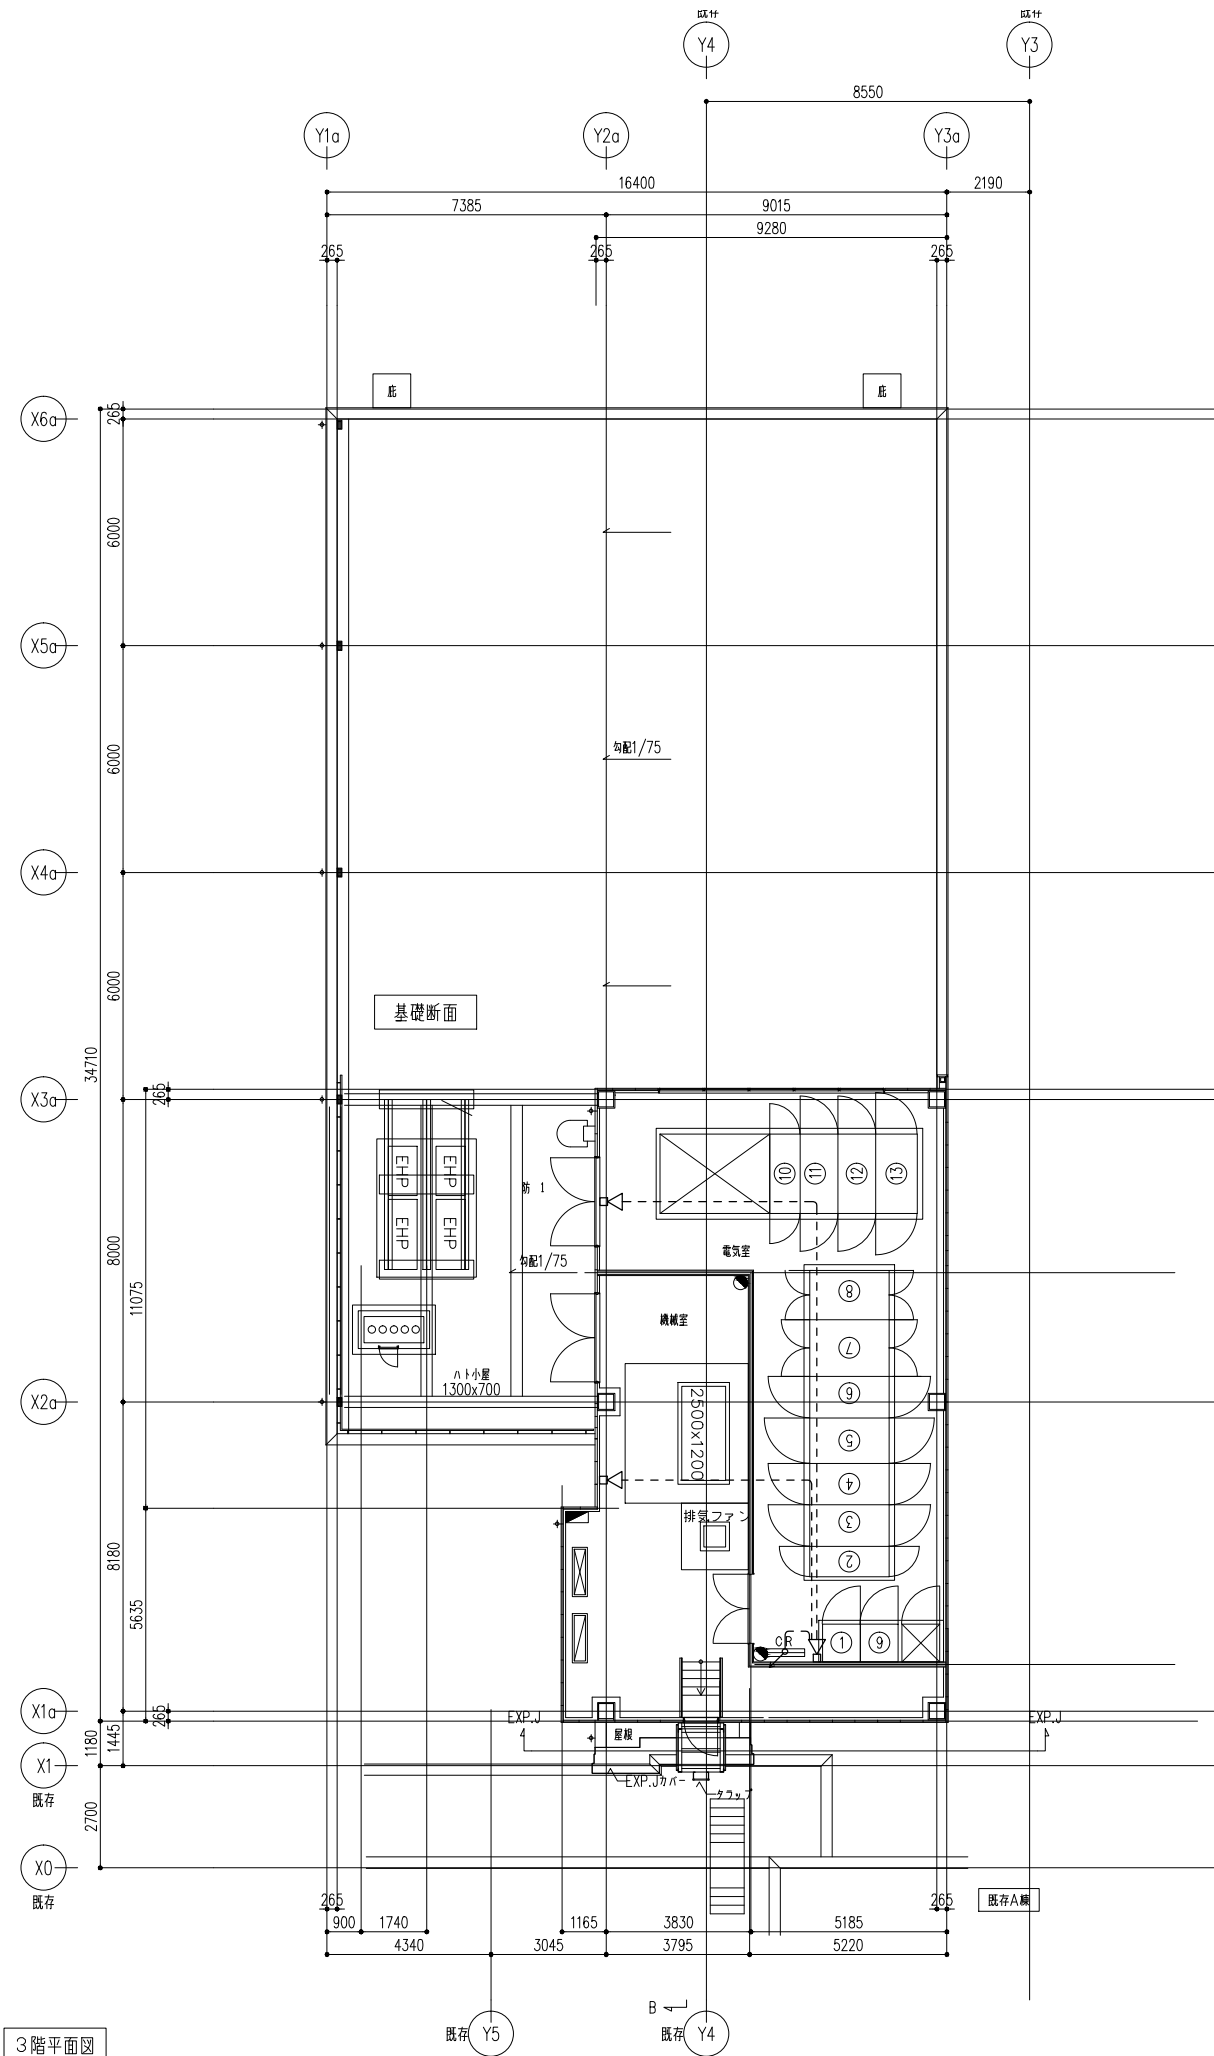 既存
既存
Y4
Y3
8550
Y1a
Y2a
Y3a
16400
2190
7385
9015
9280
265
265
265
庇
庇
X6a
265
6000
X5a
勾配1/75
6000
X4a
6000
基礎断面
34710
X3a
265
EHP
EHP
EHP
EHP
防 1
10
11
12
13
電気室
8000
11075
勾配1/75
8
機械室
7
ハト小屋
1300x700
X2a
6
2500x1200
5
4
排気ファン
3
8180
2
5635
CR
1
9
X1a
265
EXP.J
EXP.J
1180
1445
屋根
X1
既存
EXP.Jカバー
タラップ
2700
X0
既存
265
265
既存A棟
900
1740
1165
3830
5185
4340
3045
3795
5220
B
既存
Y5
既存
Y4
3階平面図